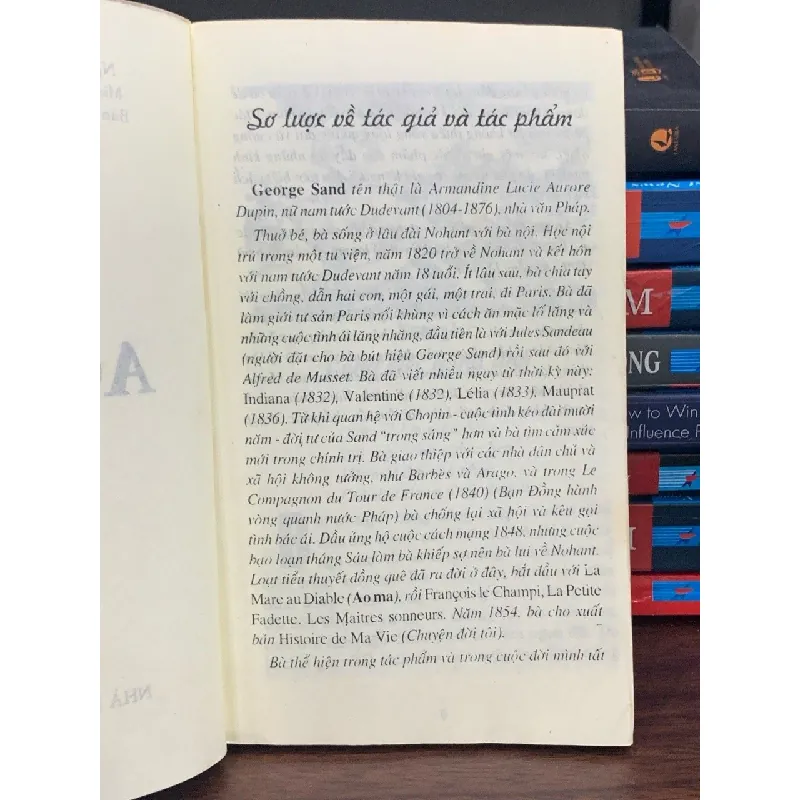 Sơ lược về tác giả và tác phẩm
George Sand tên thật là Armandine Lucie Aurore
Dupin, nữ nam tước Dudevant (1804-1876), nhà văn Pháp.
Thuở bé, bà sống ở lâu đài Nohant với bà nội. Học nội
trú trong một tu viện, năm 1820 trở về Nohant và kết hôn
với nam tước Dudevant năm 18 tuổi. Ít lâu sau, bà chia tay
với chồng, dẫn hai con, một gái, một trai, đi Paris. Bà đã
làm giới tư sản Paris nổi khùng vì cách ăn mặc lố lăng và
những cuộc tình ái lăng nhăng, đầu tiên là với Jules Sandeau
(người đặt cho bà bút hiệu George Sand) rồi sau đó với
Alfred de Musset. Bà đã viết nhiều ngay từ thời kỳ này:
Indiana (1832), Valentine (1832), Lélia (1833), Mauprat
(1836). Từ khi quan hệ với Chopin - cuộc tình kéo dài mười
năm - đời tư của Sand "trong sáng" hơn và bà tìm cảm xúc
mới trong chính trị. Bà giao thiệp với các nhà dân chủ và
xã hội không tưởng, như Barbès và Arago, và trong Le
Compagnon du Tour de France (1840) (Bạn Đồng hành
vòng quanh nước Pháp) bà chống lại xã hội và kêu gọi
tình bác ái. Dầu ủng hộ cuộc cách mạng 1848, nhưng cuộc
bạo loạn tháng Sáu làm bà khiếp sợ nên bà lui về Nohant.
Loạt tiểu thuyết đồng quê đã ra đời ở đây, bắt đầu với La
Mare au Diable (Ao ma), rồi François le Champi, La Petite
Fadette, Les Maîtres sonneurs. Năm 1854, bà cho xuất
bản Histoire de Ma Vie (Chuyện đời tôi).
Bà thể hiện trong tác phẩm và trong cuộc đời mình tất
NHÀ
M
ONG
w to Win
Influence F